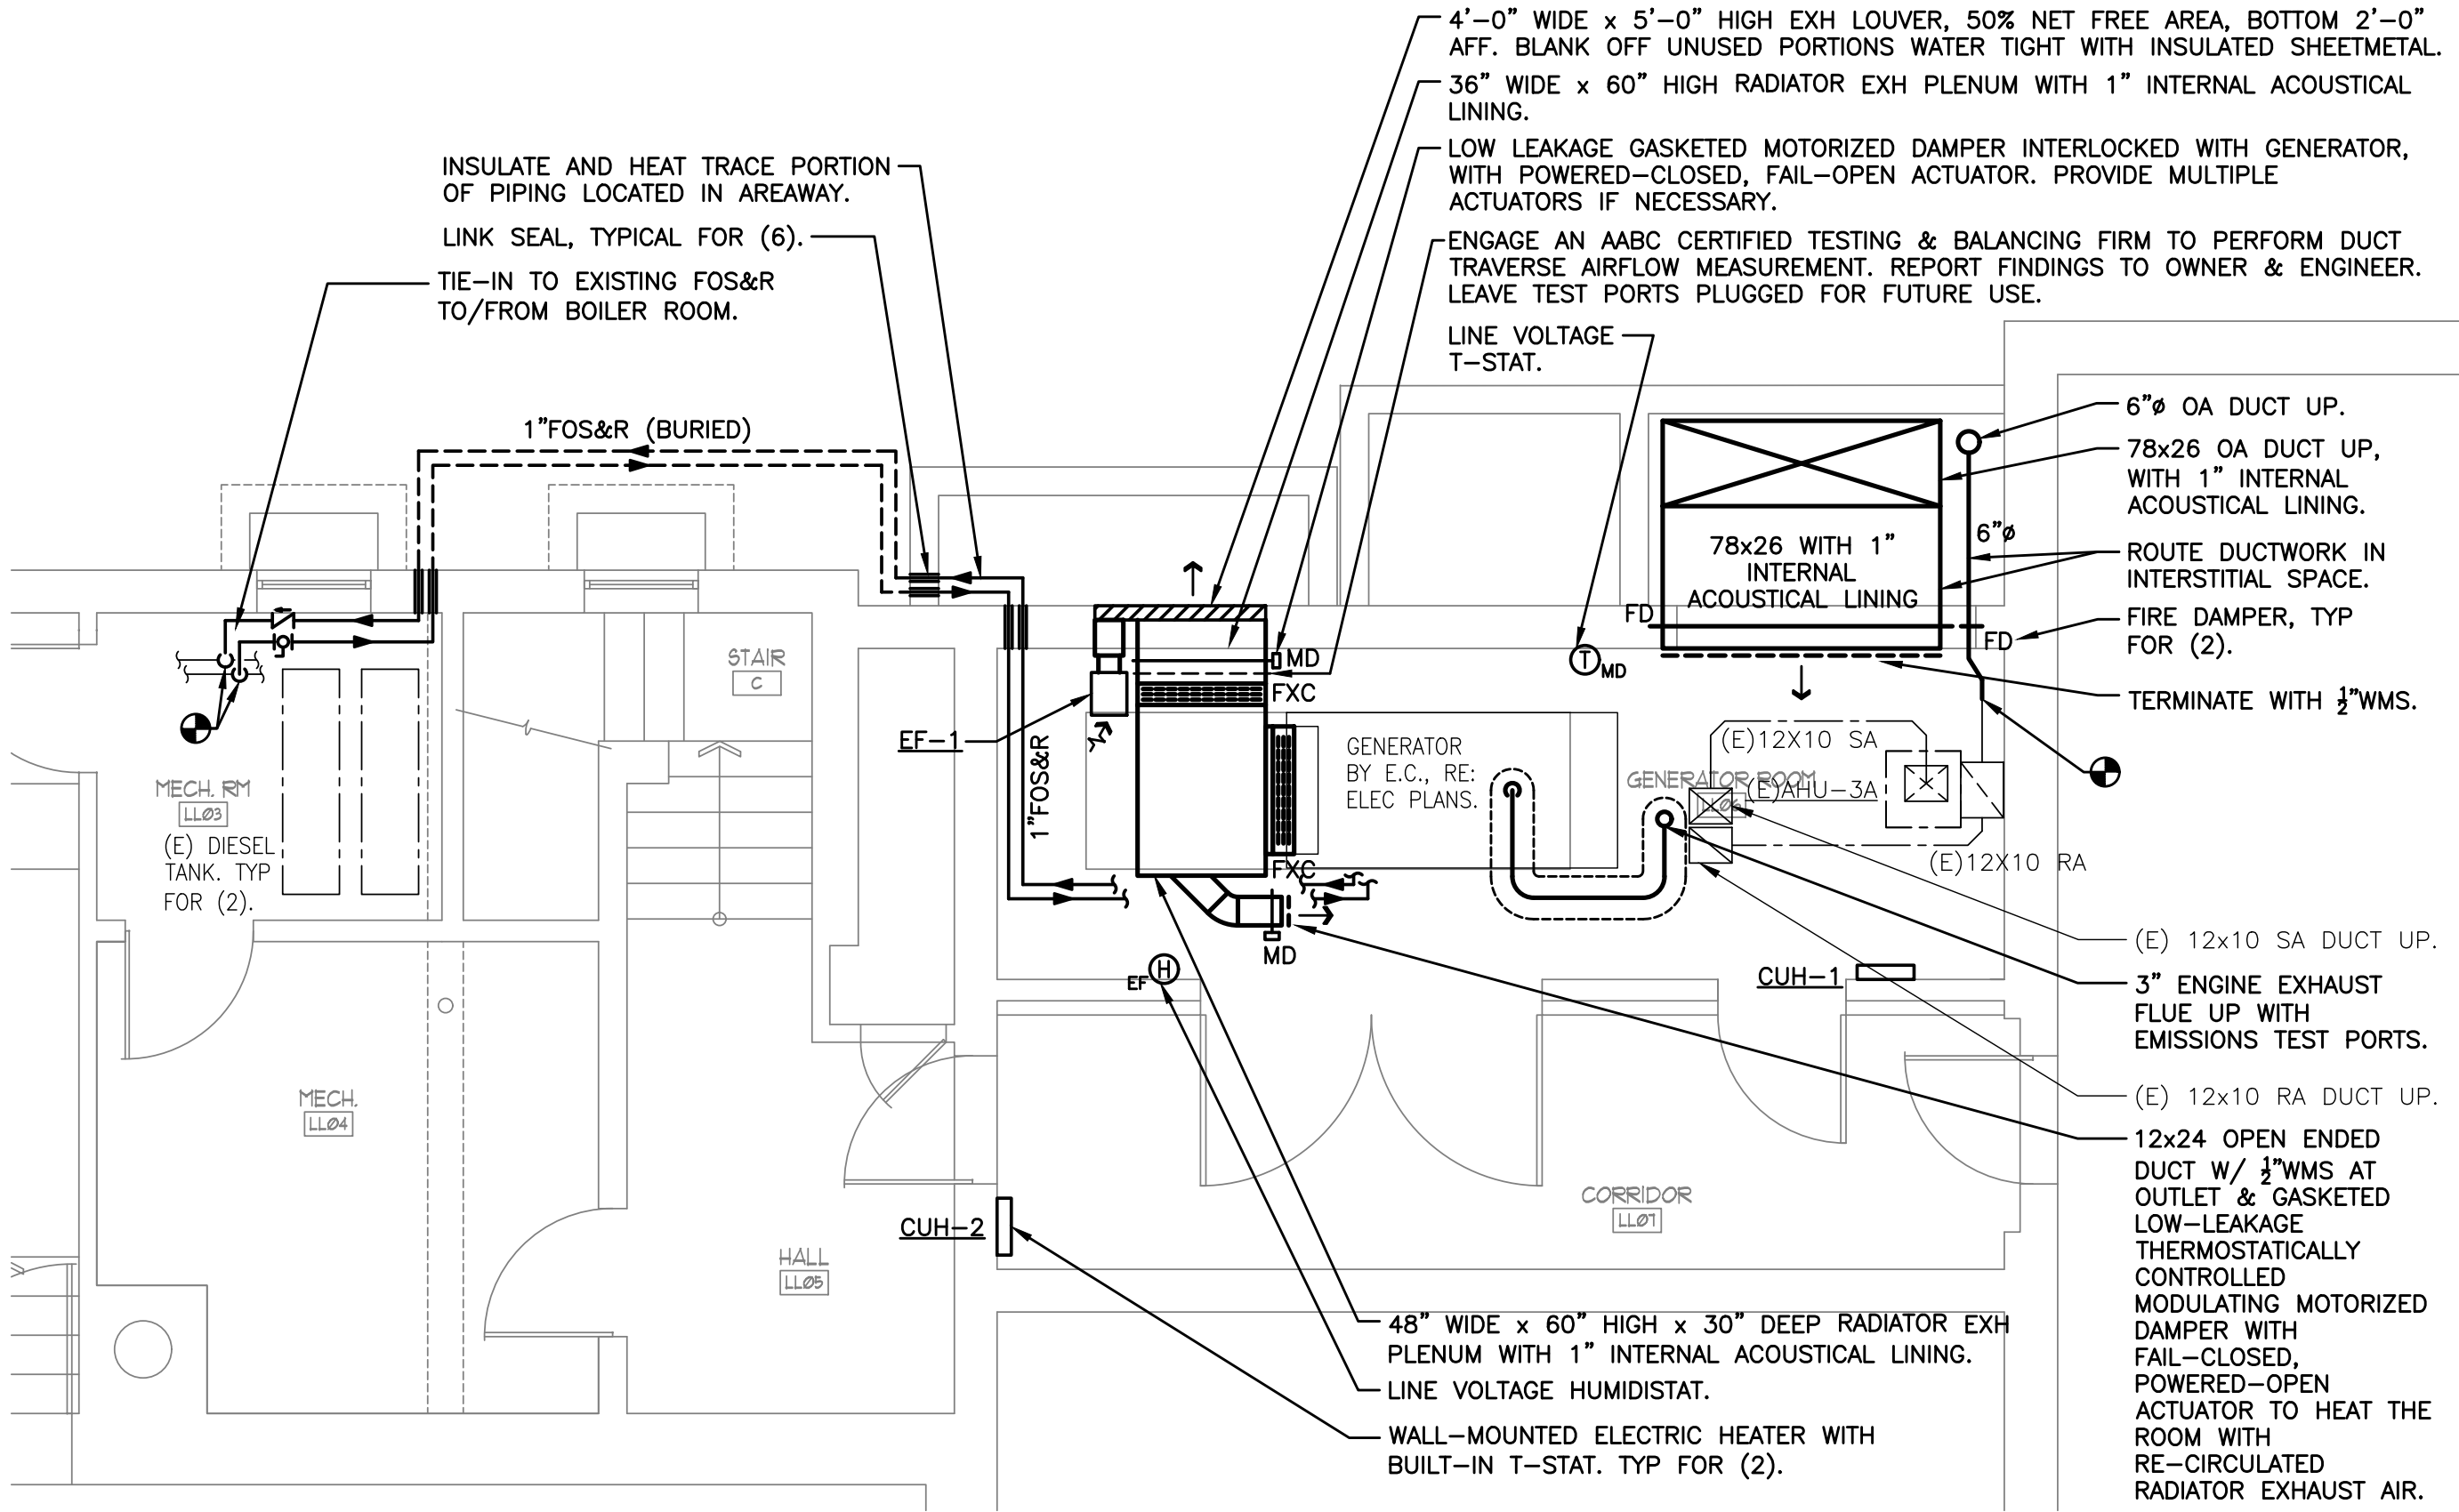 4'-0" WIDE x 5'-0" HIGH EXH LOUVER, 50% NET FREE AREA, BOTTOM 2'-0"
AFF. BLANK OFF UNUSED PORTIONS WATER TIGHT WITH INSULATED SHEETMETAL.
36" WIDE x 60" HIGH RADIATOR EXH PLENUM WITH 1" INTERNAL ACOUSTICAL
LINING.
LOW LEAKAGE GASKETED MOTORIZED DAMPER INTERLOCKED WITH GENERATOR,
WITH POWERED-CLOSED, FAIL-OPEN ACTUATOR. PROVIDE MULTIPLE
ACTUATORS IF NECESSARY.
ENGAGE AN AABC CERTIFIED TESTING & BALANCING FIRM TO PERFORM DUCT
TRAVERSE AIRFLOW MEASUREMENT. REPORT FINDINGS TO OWNER & ENGINEER.
LEAVE TEST PORTS PLUGGED FOR FUTURE USE.
LINE VOLTAGE
T-STAT.
INSULATE AND HEAT TRACE PORTION
OF PIPING LOCATED IN AREAWAY.
LINK SEAL, TYPICAL FOR (6).
TIE-IN TO EXISTING FOS&R
TO/FROM BOILER ROOM.
1"FOS&R (BURIED)
6"ø OA DUCT UP.
78x26 OA DUCT UP,
WITH 1" INTERNAL
ACOUSTICAL LINING.
6"ø
ROUTE DUCTWORK IN
INTERSTITIAL SPACE.
78x26 WITH 1"
INTERNAL
ACOUSTICAL LINING
FD
FD
FIRE DAMPER, TYP
FOR (2).
TERMINATE WITH ½"WMS.
STAIR
C
MD
FXC
T
MD
EF-1
1"FOS&R
GENERATOR
BY E.C., RE:
ELEC PLANS.
(E)12X10 SA
GENERATOR ROOM
LL06
(E)AHU-3A
(E)12X10 RA
MECH. RM
LL03
(E) DIESEL
TANK. TYP
FOR (2).
FXC
MD
EF
H
CUH-1
(E) 12x10 SA DUCT UP.
3" ENGINE EXHAUST
FLUE UP WITH
EMISSIONS TEST PORTS.
(E) 12x10 RA DUCT UP.
12x24 OPEN ENDED
DUCT W/ ½"WMS AT
OUTLET & GASKETED
LOW-LEAKAGE
THERMOSTATICALLY
CONTROLLED
MODULATING MOTORIZED
DAMPER WITH
FAIL-CLOSED,
POWERED-OPEN
ACTUATOR TO HEAT THE
ROOM WITH
RE-CIRCULATED
RADIATOR EXHAUST AIR.
MECH.
LL04
CORRIDOR
LL07
CUH-2
HALL
LL05
48" WIDE x 60" HIGH x 30" DEEP RADIATOR EXH
PLENUM WITH 1" INTERNAL ACOUSTICAL LINING.
LINE VOLTAGE HUMIDISTAT.
WALL-MOUNTED ELECTRIC HEATER WITH
BUILT-IN T-STAT. TYP FOR (2).